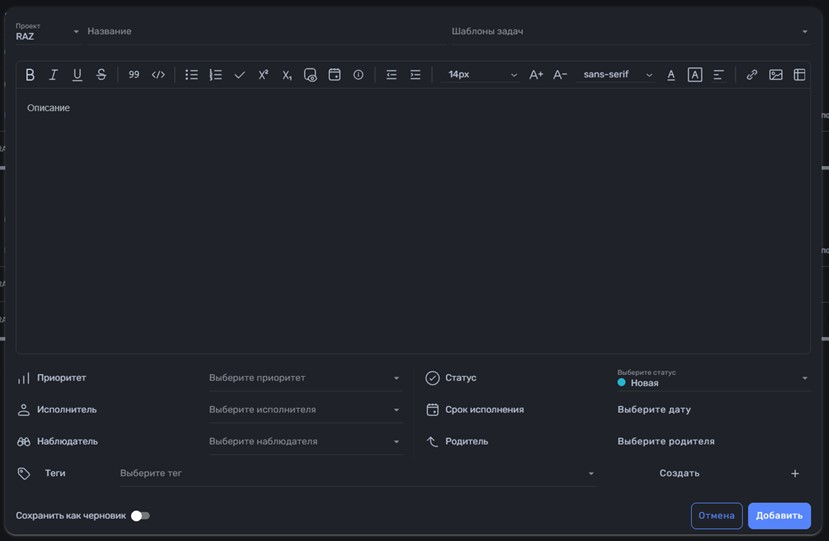 Проект
RAZ
Название
Шаблоны задач
B I U S 99 </> X² X₁ 14px A+ A− sans-serif A A
Описание
Приоритет
Выберите приоритет
Статус
Выберите статус
Новая
Исполнитель
Выберите исполнителя
Срок исполнения
Выберите дату
Наблюдатель
Выберите наблюдателя
Родитель
Выберите родителя
Теги
Выберите тег
Создать
+
Сохранить как черновик
Отмена
Добавить